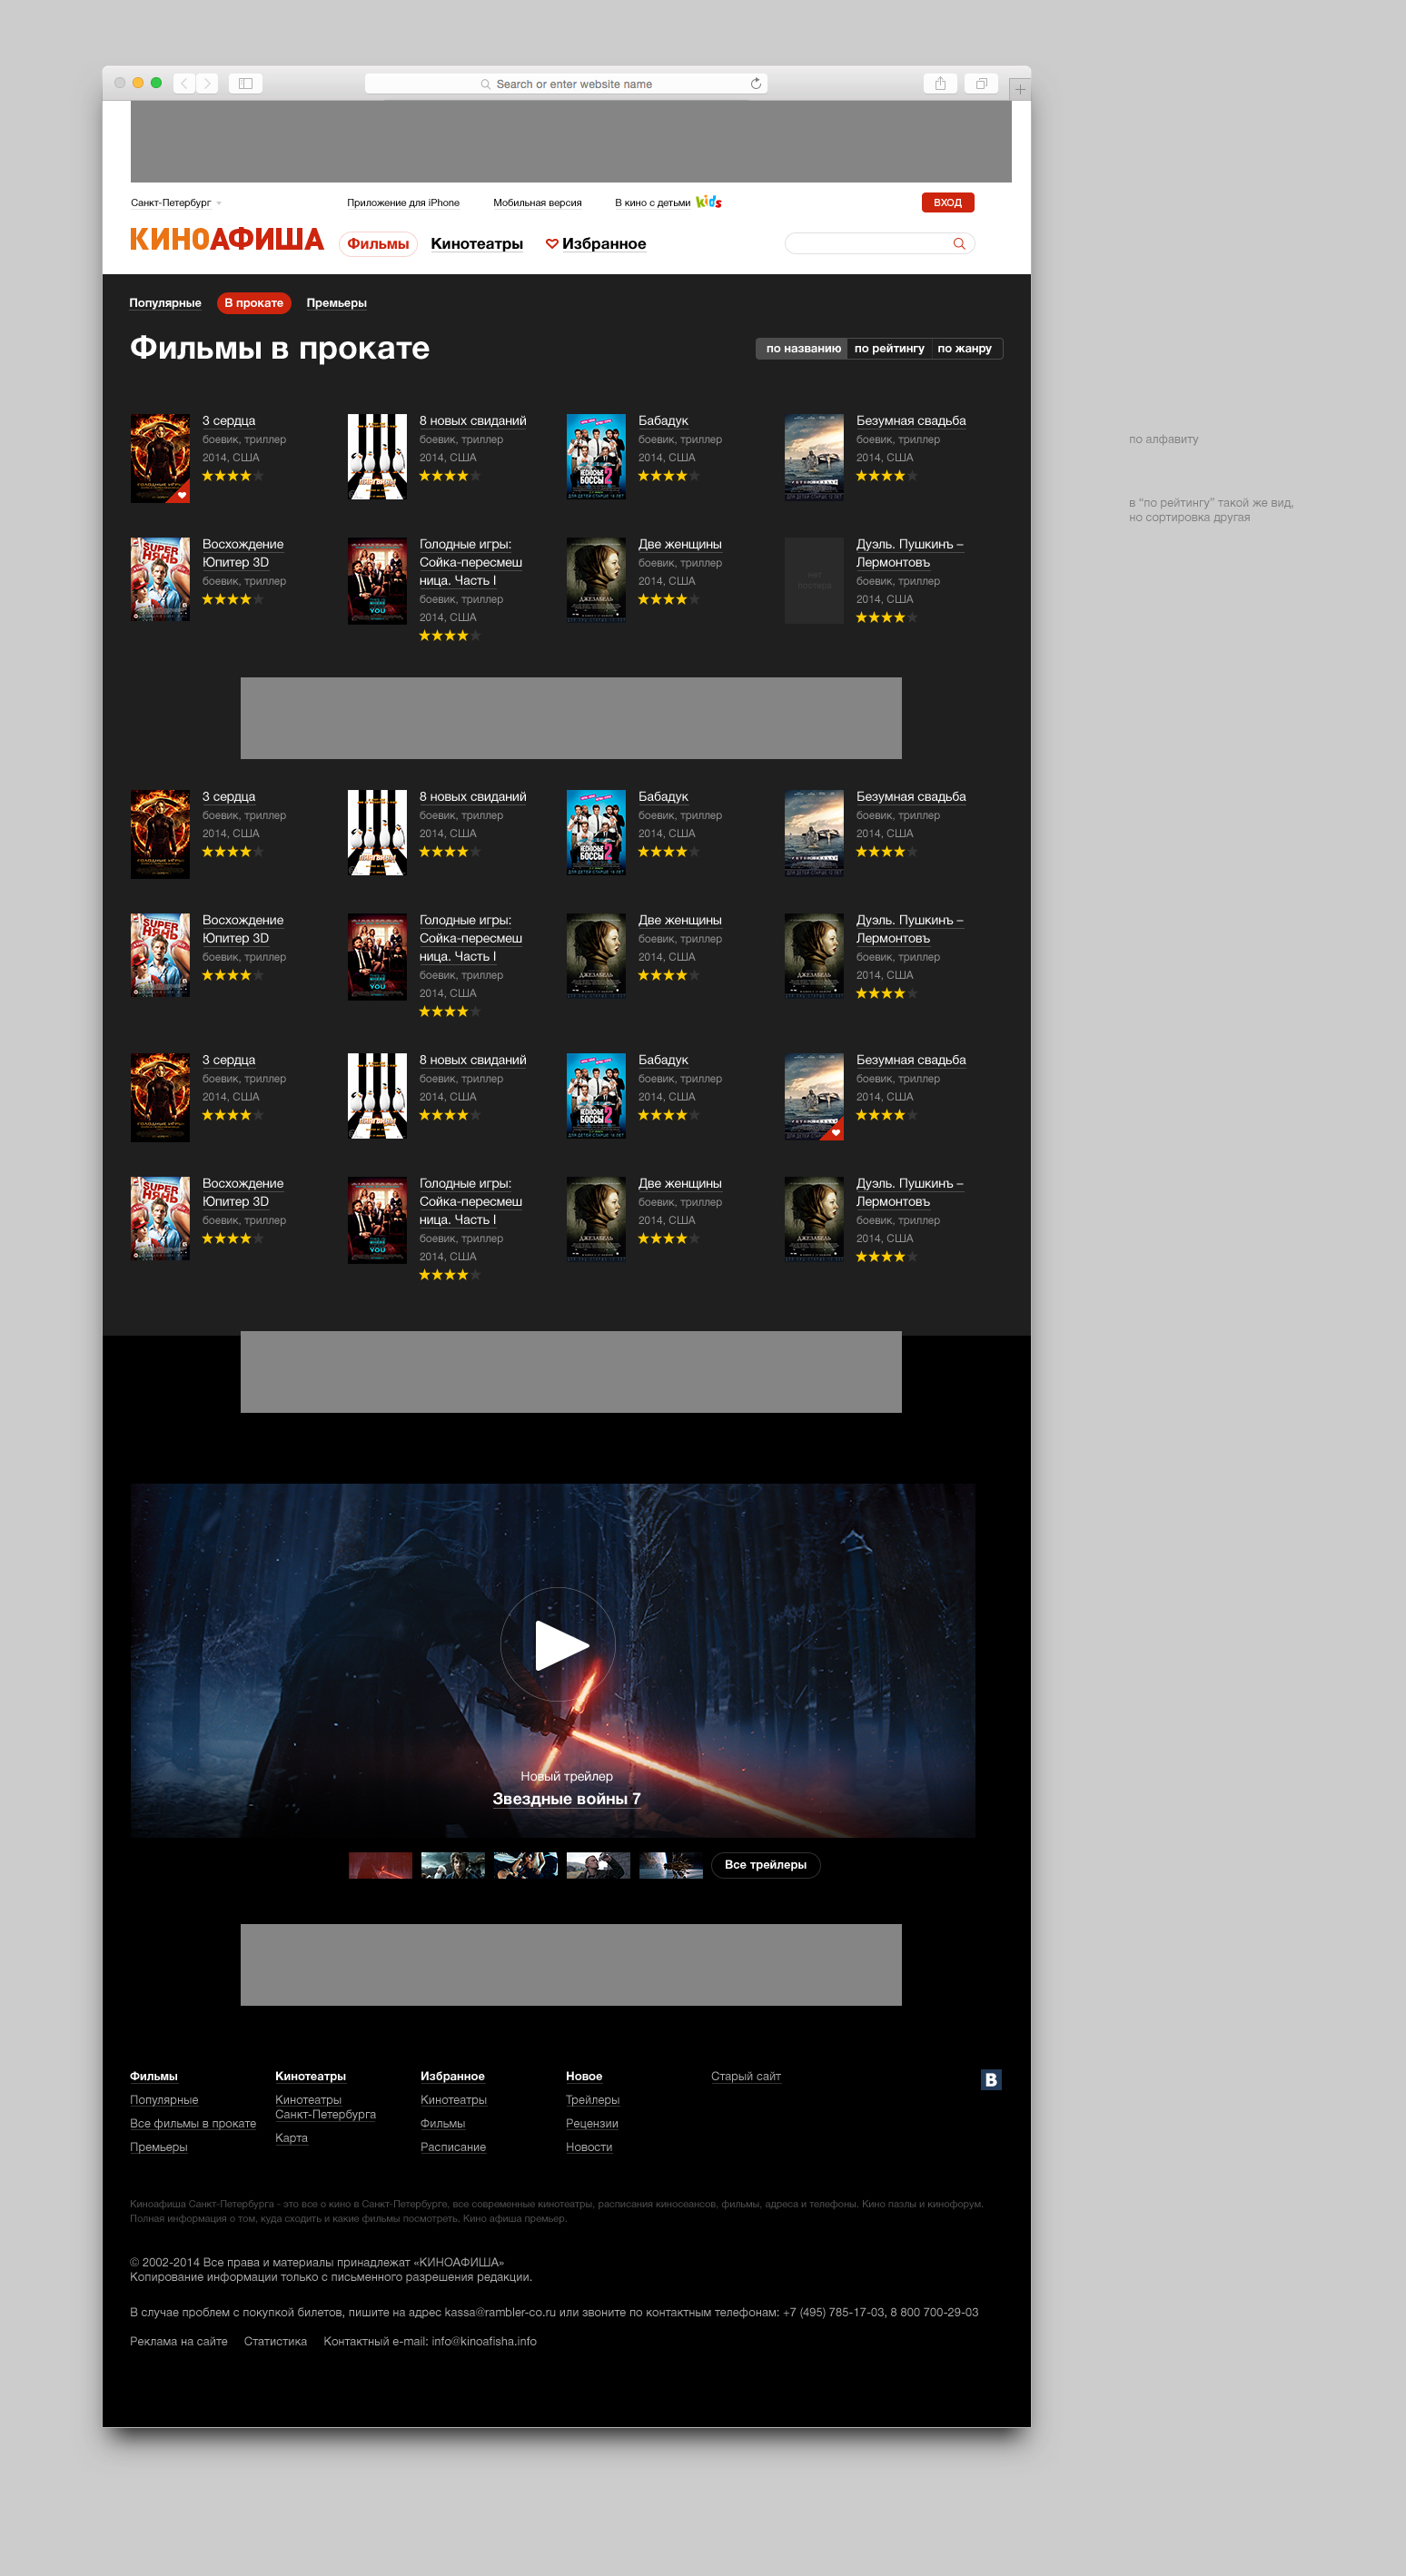 Search or enter website name
Санкт-Петербург
Приложение для iPhone
Мобильная версия
В кино с детьми kids
ВХОД
КИНОАФИША
Фильмы
Кинотеатры
Избранное
Популярные
В прокате
Премьеры
Фильмы в прокате
по названию
по рейтингу
по жанру
3 сердца
боевик, триллер
2014, США
8 новых свиданий
боевик, триллер
2014, США
Бабадук
боевик, триллер
2014, США
Безумная свадьба
боевик, триллер
2014, США
по алфавиту
в “по рейтингу” такой же вид,
но сортировка другая
Восхождение
Юпитер 3D
боевик, триллер
Голодные игры:
Сойка-пересмеш
ница. Часть I
боевик, триллер
2014, США
Две женщины
боевик, триллер
2014, США
нет
постера
Дуэль. Пушкинъ –
Лермонтовъ
боевик, триллер
2014, США
3 сердца
боевик, триллер
2014, США
8 новых свиданий
боевик, триллер
2014, США
Бабадук
боевик, триллер
2014, США
Безумная свадьба
боевик, триллер
2014, США
Восхождение
Юпитер 3D
боевик, триллер
Голодные игры:
Сойка-пересмеш
ница. Часть I
боевик, триллер
2014, США
Две женщины
боевик, триллер
2014, США
Дуэль. Пушкинъ –
Лермонтовъ
боевик, триллер
2014, США
3 сердца
боевик, триллер
2014, США
8 новых свиданий
боевик, триллер
2014, США
Бабадук
боевик, триллер
2014, США
Безумная свадьба
боевик, триллер
2014, США
Восхождение
Юпитер 3D
боевик, триллер
Голодные игры:
Сойка-пересмеш
ница. Часть I
боевик, триллер
2014, США
Две женщины
боевик, триллер
2014, США
Дуэль. Пушкинъ –
Лермонтовъ
боевик, триллер
2014, США
Новый трейлер
Звездные войны 7
Все трейлеры
Фильмы
Популярные
Все фильмы в прокате
Премьеры
Кинотеатры
Кинотеатры
Санкт-Петербурга
Карта
Избранное
Кинотеатры
Фильмы
Расписание
Новое
Трейлеры
Рецензии
Новости
Старый сайт
В
Киноафиша Санкт-Петербурга - это все о кино в Санкт-Петербурге, все современные кинотеатры, расписания киносеансов, фильмы, адреса и телефоны. Кино пазлы и кинофорум.
Полная информация о том, куда сходить и какие фильмы посмотреть. Кино афиша премьер.
© 2002-2014 Все права и материалы принадлежат «КИНОАФИША»
Копирование информации только с письменного разрешения редакции.
В случае проблем с покупкой билетов, пишите на адрес kassa@rambler-co.ru или звоните по контактным телефонам: +7 (495) 785-17-03, 8 800 700-29-03
Реклама на сайте
Статистика
Контактный e-mail: info@kinoafisha.info